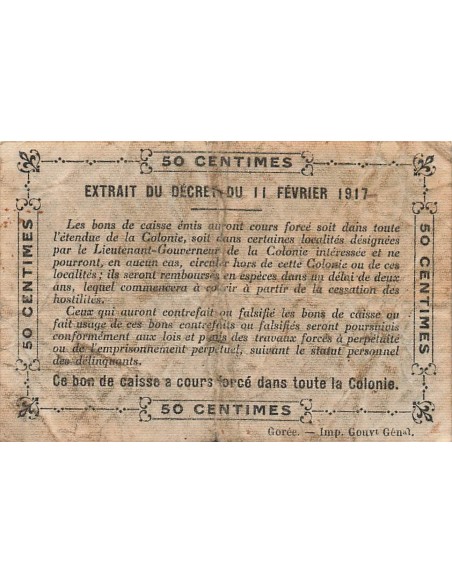 50 CENTIMES
EXTRAIT DU DÉCRET DU 11 FÉVRIER 1917
Les bons de caisse émis auront cours forcé soit dans toute
l'étendue de la Colonie, soit dans certaines localités désignées
par le Lieutenant-Gouverneur de la Colonie intéressée et ne
pourront, en aucun cas, circuler hors de cette Colonie ou de ces
localités; ils seront remboursés en espèces dans un délai de deux
ans, lequel commencera à courir à partir de la cessation des
hostilités.
Ceux qui auront contrefait ou falsifié les bons de caisse ou
fait usage de ces bons contrefaits ou falsifiés seront poursuivis
conformément aux lois et punis des travaux forcés à perpétuité
ou de l'emprisonnement perpétuel, suivant le statut personnel
des délinquants.
Ce bon de caisse a cours forcé dans toute la Colonie.
50 CENTIMES
50 CENTIMES
50 CENTIMES
Gorée. — Imp. Gouvt Génal.